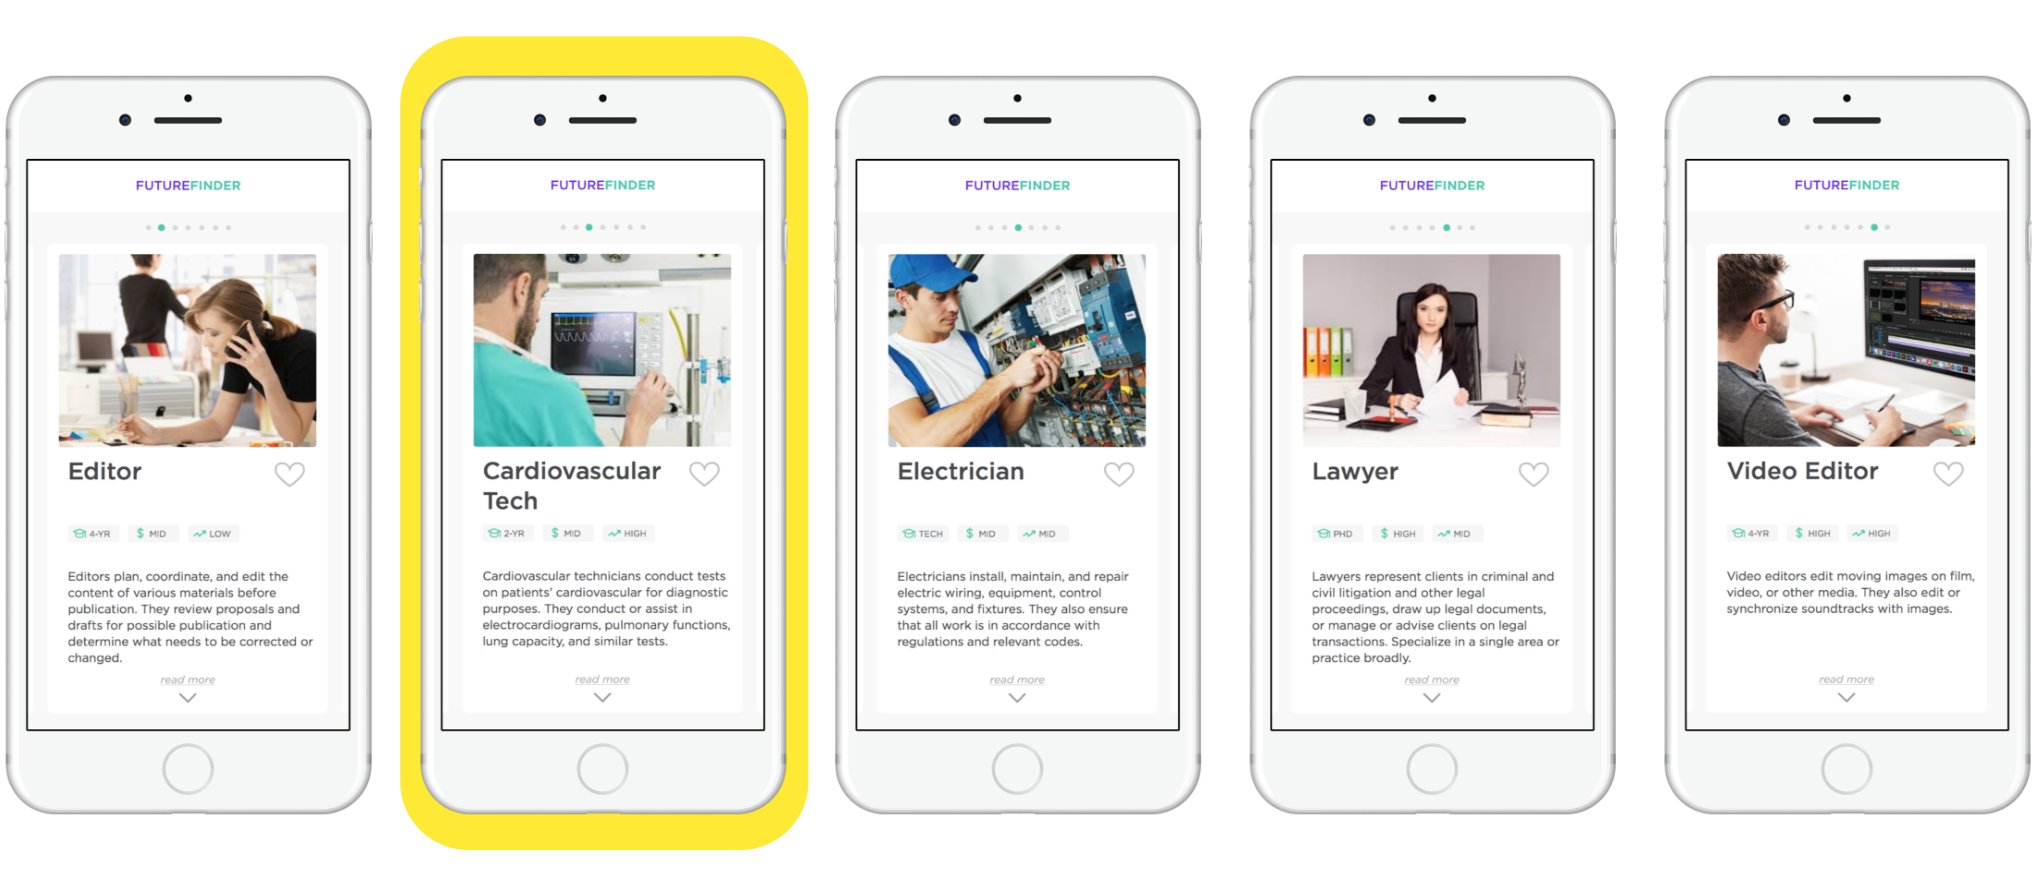 FUTUREFINDER
Editor
4-YR $ MID LOW
Editors plan, coordinate, and edit the
content of various materials before
publication. They review proposals and
drafts for possible publication and
determine what needs to be corrected or
changed.
read more
FUTUREFINDER
Cardiovascular
Tech
2-YR $ MID HIGH
Cardiovascular technicians conduct tests
on patients' cardiovascular for diagnostic
purposes. They conduct or assist in
electrocardiograms, pulmonary functions,
lung capacity, and similar tests.
read more
FUTUREFINDER
Electrician
TECH $ MID MID
Electricians install, maintain, and repair
electric wiring, equipment, control
systems, and fixtures. They also ensure
that all work is in accordance with
regulations and relevant codes.
read more
FUTUREFINDER
Lawyer
PHD $ HIGH MID
Lawyers represent clients in criminal and
civil litigation and other legal
proceedings, draw up legal documents,
or manage or advise clients on legal
transactions. Specialize in a single area or
practice broadly.
read more
FUTUREFINDER
Video Editor
4-YR $ HIGH HIGH
Video editors edit moving images on film,
video, or other media. They also edit or
synchronize soundtracks with images.
read more